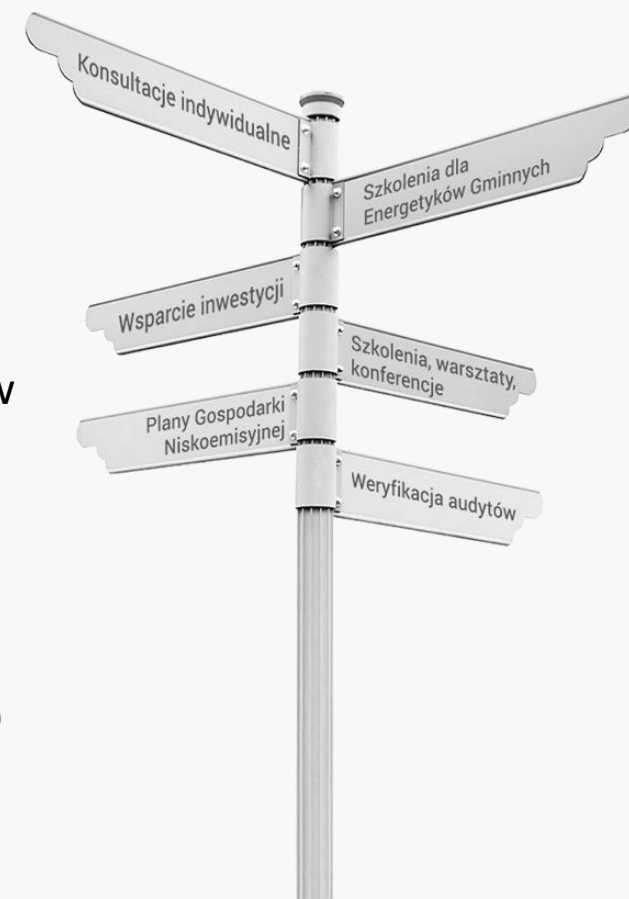 Konsultacje indywidualne
Szkolenia dla
Energetyków Gminnych
Wsparcie inwestycji
Szkolenia, warsztaty,
konferencje
w
Plany Gospodarki
Niskoemisyjnej
Weryfikacja audytów
)